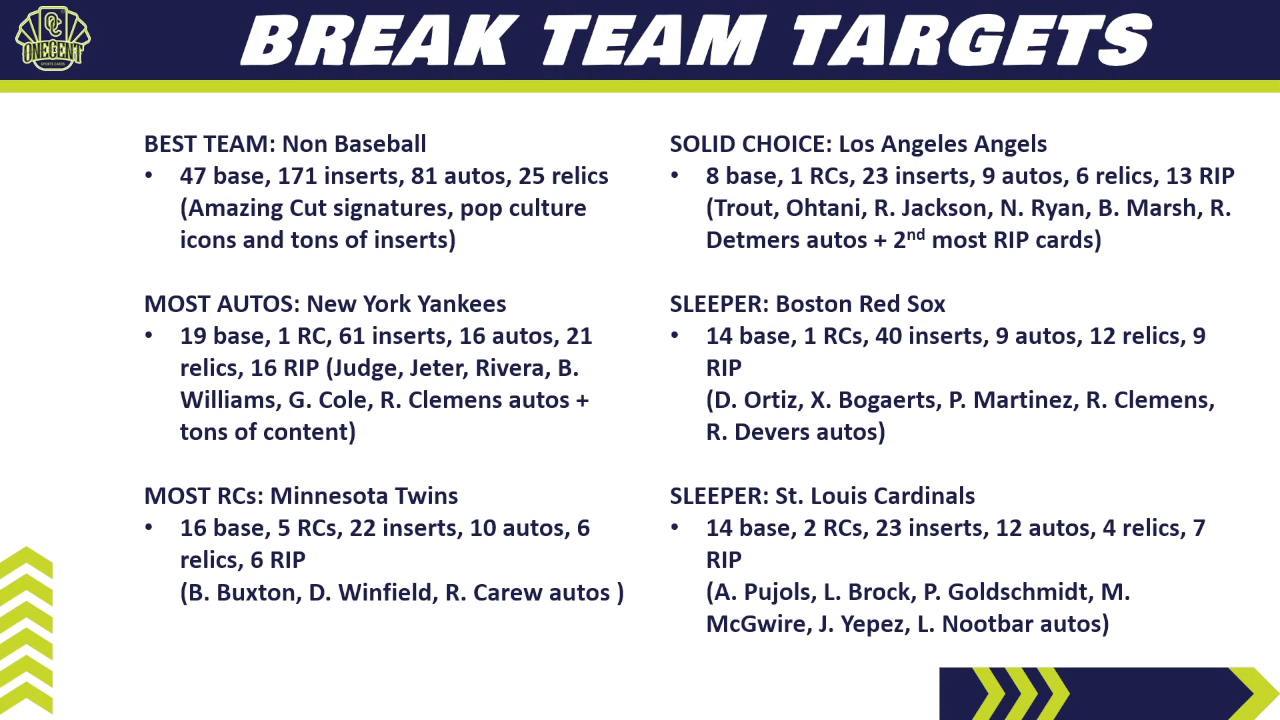 ONEGENT
SPORTS CARDS
BREAK TEAM TARGETS
BEST TEAM: Non Baseball
• 47 base, 171 inserts, 81 autos, 25 relics
(Amazing Cut signatures, pop culture
icons and tons of inserts)
MOST AUTOS: New York Yankees
• 19 base, 1 RC, 61 inserts, 16 autos, 21
relics, 16 RIP (Judge, Jeter, Rivera, B.
Williams, G. Cole, R. Clemens autos +
tons of content)
MOST RCs: Minnesota Twins
• 16 base, 5 RCs, 22 inserts, 10 autos, 6
relics, 6 RIP
(B. Buxton, D. Winfield, R. Carew autos )
SOLID CHOICE: Los Angeles Angels
• 8 base, 1 RCs, 23 inserts, 9 autos, 6 relics, 13 RIP
(Trout, Ohtani, R. Jackson, N. Ryan, B. Marsh, R.
Detmers autos + 2nd most RIP cards)
SLEEPER: Boston Red Sox
• 14 base, 1 RCs, 40 inserts, 9 autos, 12 relics, 9
RIP
(D. Ortiz, X. Bogaerts, P. Martinez, R. Clemens,
R. Devers autos)
SLEEPER: St. Louis Cardinals
• 14 base, 2 RCs, 23 inserts, 12 autos, 4 relics, 7
RIP
(A. Pujols, L. Brock, P. Goldschmidt, M.
McGwire, J. Yepez, L. Nootbar autos)